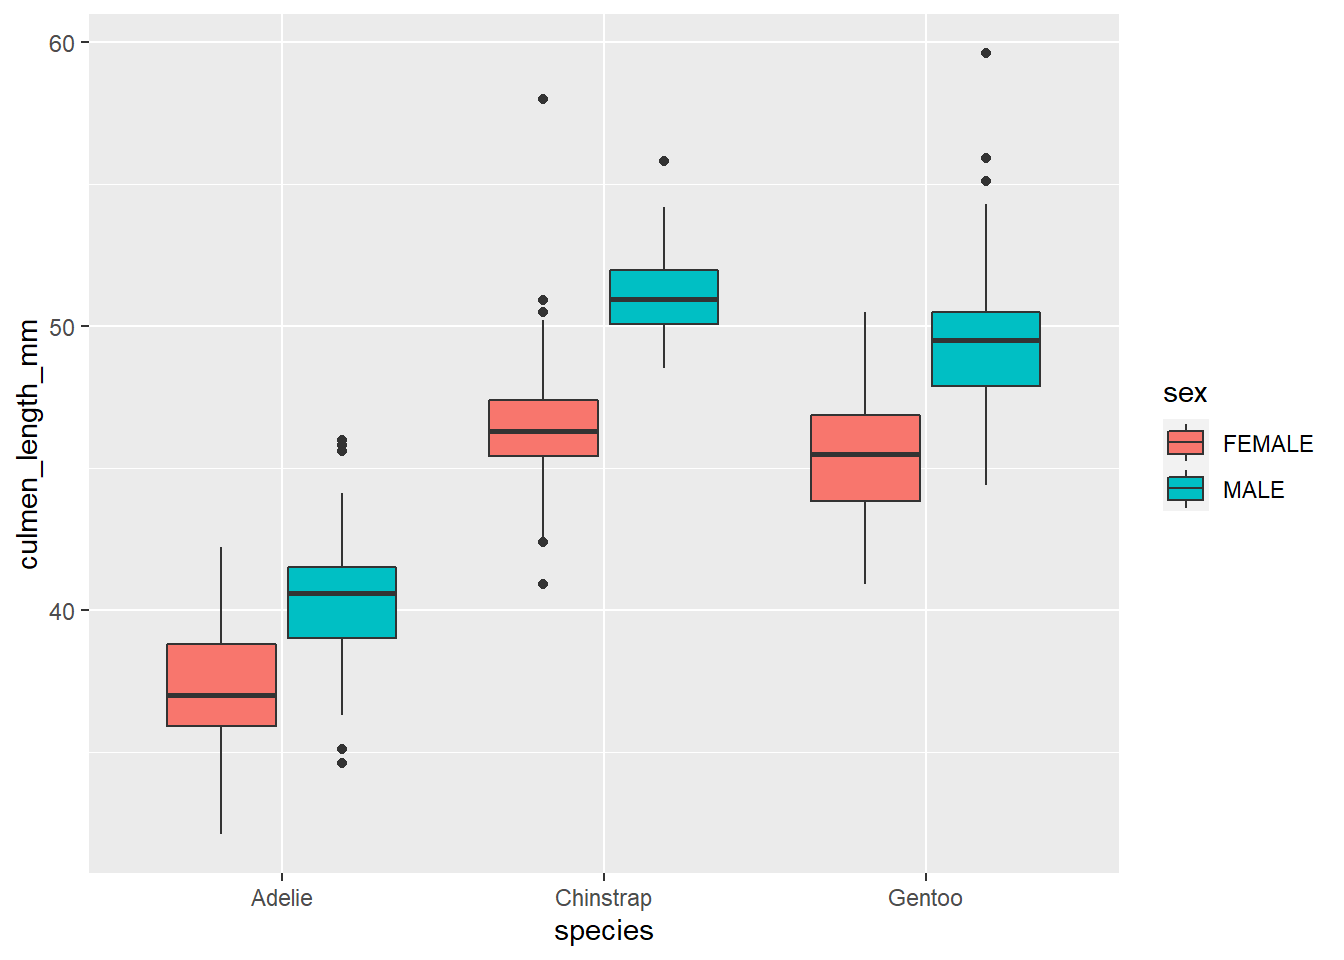 60
50
40
culmen_length_mm
Adelie
Chinstrap
Gentoo
species
sex
FEMALE
MALE